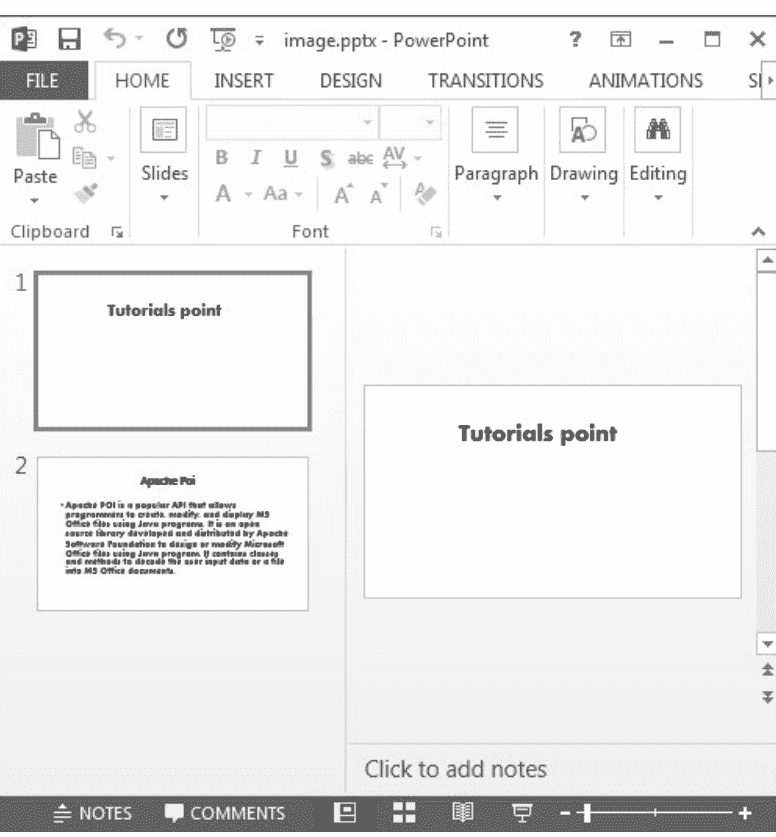 image.pptx - PowerPoint
FILE HOME INSERT DESIGN TRANSITIONS ANIMATIONS
Paste
Slides
B I U S abc AV
A Aa A A
Paragraph Drawing Editing
Clipboard Font
1
Tutorials point
2
Apache Poi
• Apache POI is a popular API that allows
programmers to create, modify, and display MS
Office files using Java programs. It is an open
source library developed and distributed by Apache
Software Foundation to design or modify Microsoft
Office files using Java program. It contains classes
and methods to decode the user input data or a file
into MS Office documents.
Tutorials point
Click to add notes
NOTES COMMENTS